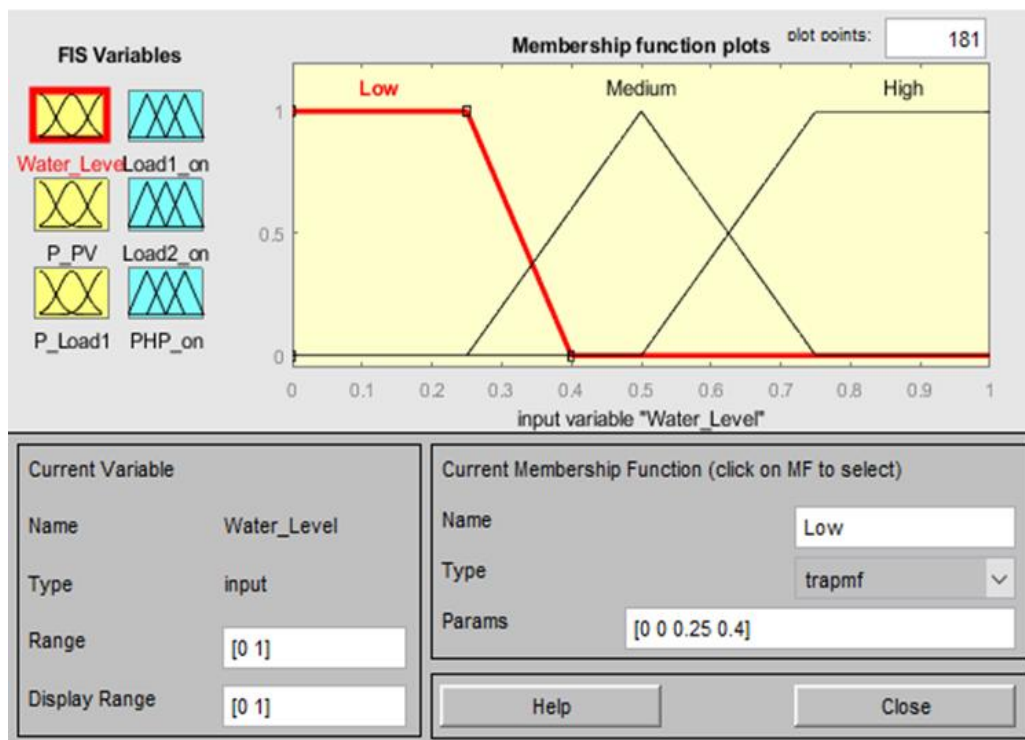 FIS Variables
Membership function plots
plot points:
181
Water_Level
Load1_on
P_PV
Load2_on
P_Load1
PHP_on
Low
Medium
High
1
0.5
0
0 0.1 0.2 0.3 0.4 0.5 0.6 0.7 0.8 0.9 1
input variable "Water_Level"
Current Variable
Name Water_Level
Type input
Range [0 1]
Display Range [0 1]
Current Membership Function (click on MF to select)
Name Low
Type trapmf
Params [0 0 0.25 0.4]
Help
Close